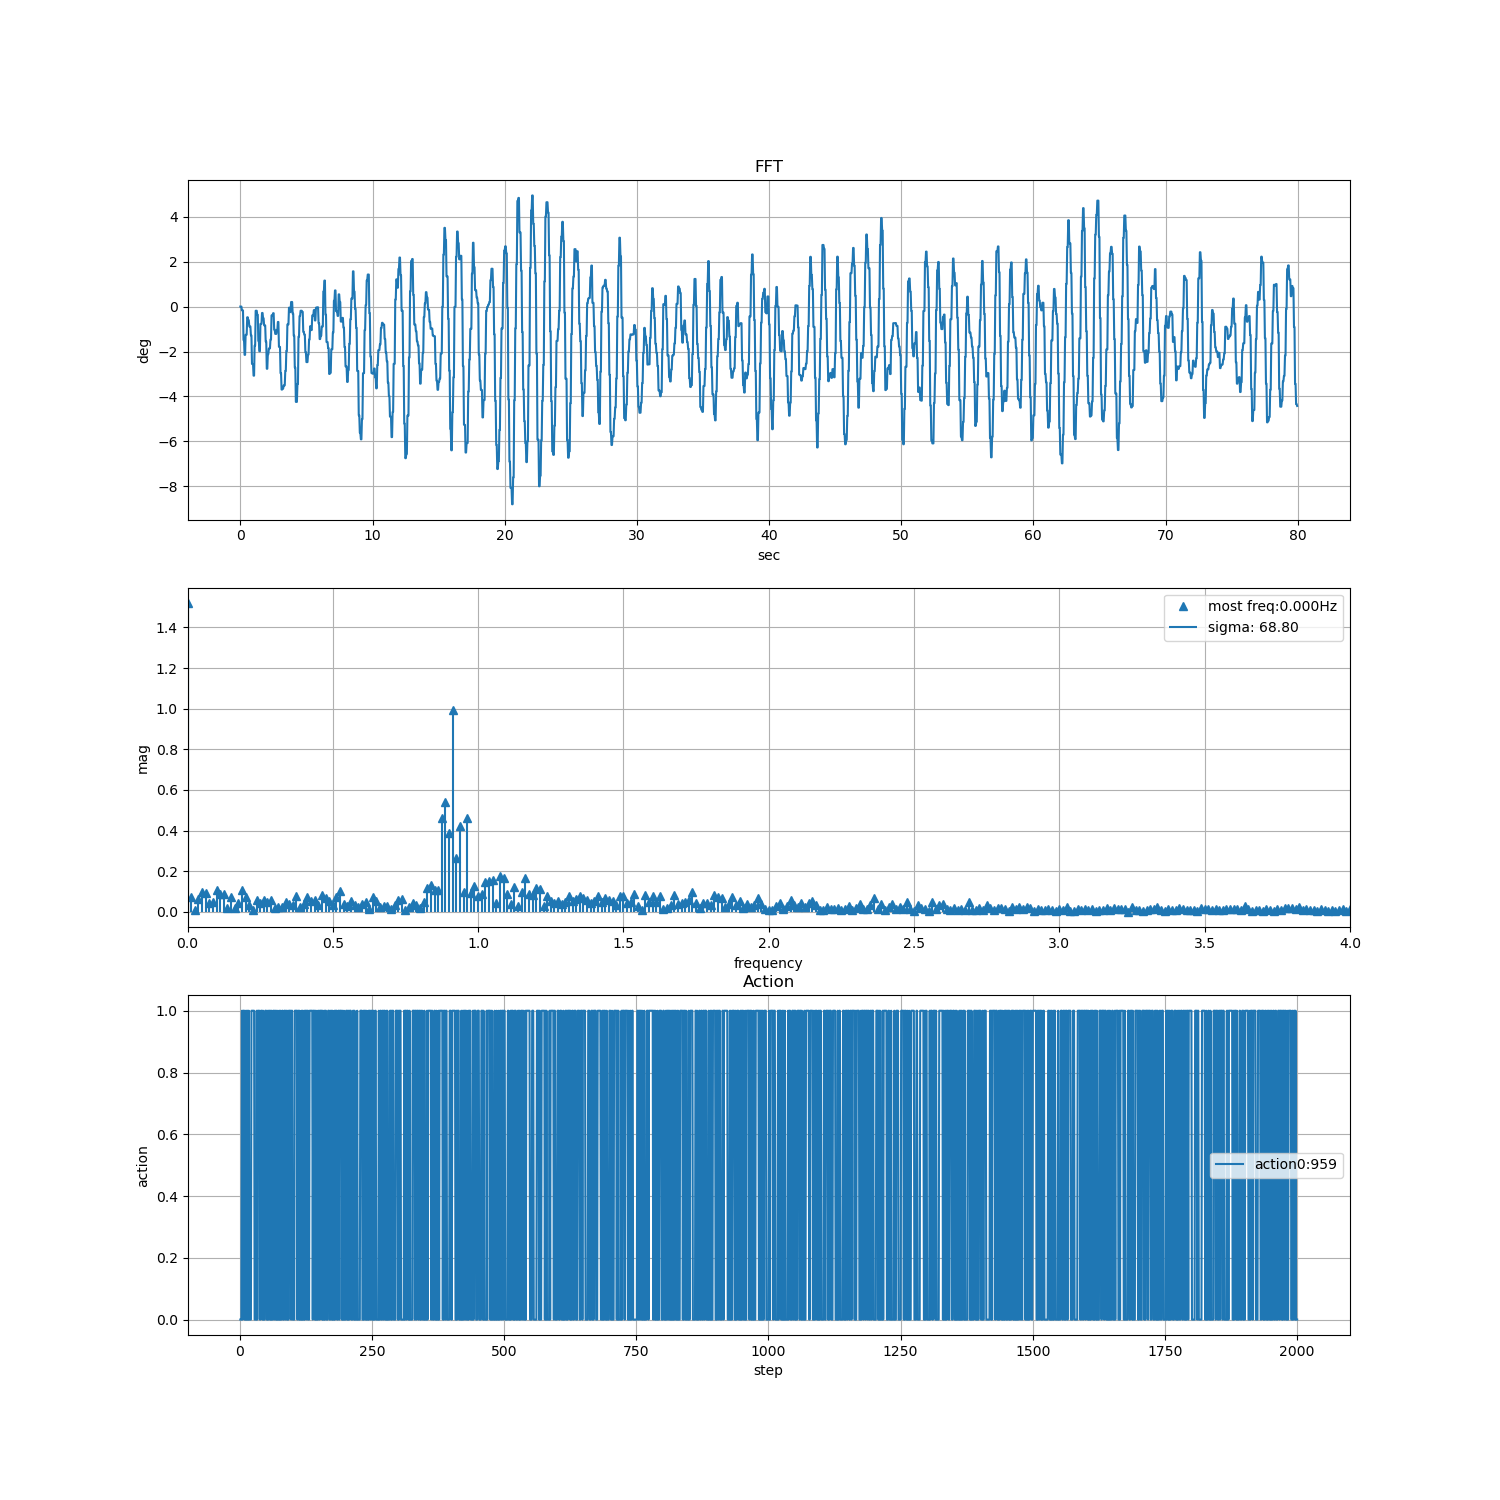 FFT
4
2
0
−2
−4
−6
−8
deg
0 10 20 30 40 50 60 70 80
sec
most freq:0.000Hz
sigma: 68.80
1.4
1.2
1.0
0.8
0.6
0.4
0.2
0.0
mag
0.0 0.5 1.0 1.5 2.0 2.5 3.0 3.5 4.0
frequency
Action
1.0
0.8
0.6
0.4
0.2
0.0
action
action0:959
0 250 500 750 1000 1250 1500 1750 2000
step